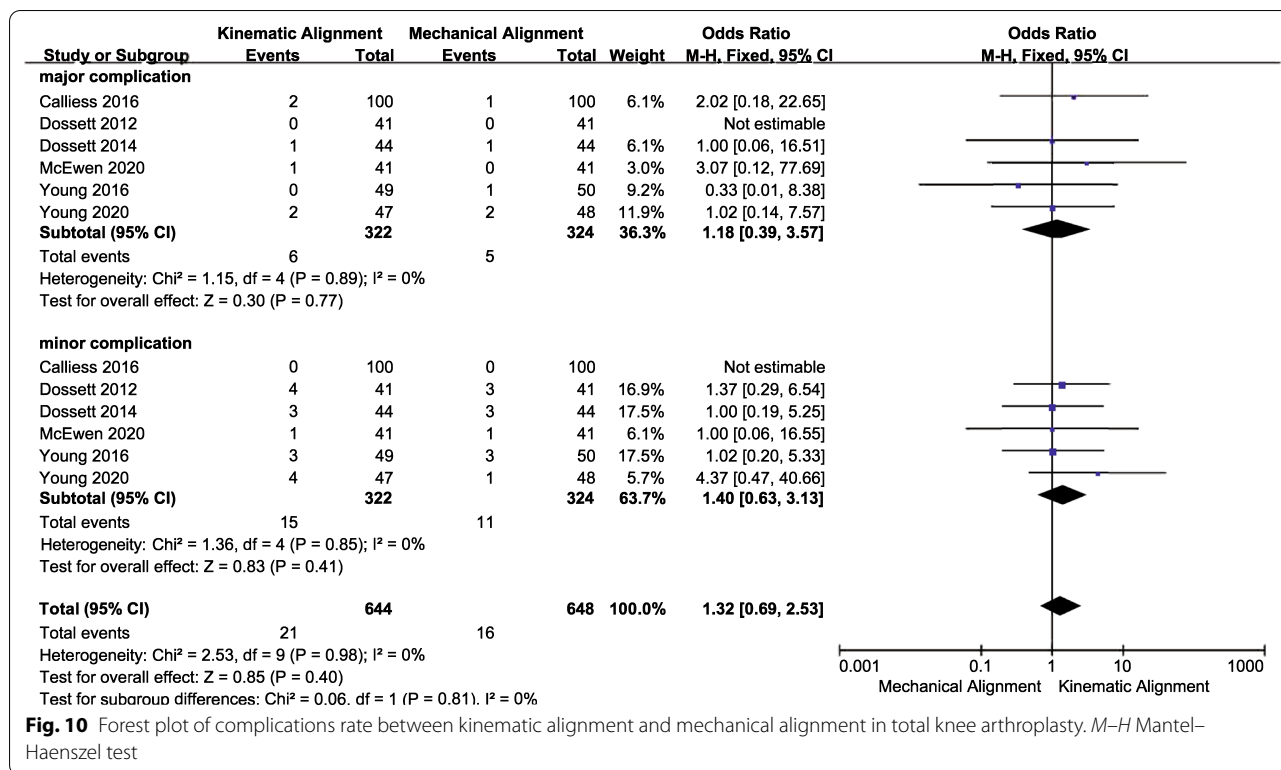 Kinematic Alignment Mechanical Alignment Odds Ratio Odds Ratio
Study or Subgroup Events Total Events Total Weight M-H, Fixed, 95% CI M-H, Fixed, 95% CI
major complication
Calliess 2016 2 100 1 100 6.1% 2.02 [0.18, 22.65]
Dossett 2012 0 41 0 41 Not estimable
Dossett 2014 1 44 1 44 6.1% 1.00 [0.06, 16.51]
McEwen 2020 1 41 0 41 3.0% 3.07 [0.12, 77.69]
Young 2016 0 49 1 50 9.2% 0.33 [0.01, 8.38]
Young 2020 2 47 2 48 11.9% 1.02 [0.14, 7.57]
Subtotal (95% CI) 322 324 36.3% 1.18 [0.39, 3.57]
Total events 6 5
Heterogeneity: Chi² = 1.15, df = 4 (P = 0.89); I² = 0%
Test for overall effect: Z = 0.30 (P = 0.77)
minor complication
Calliess 2016 0 100 0 100 Not estimable
Dossett 2012 4 41 3 41 16.9% 1.37 [0.29, 6.54]
Dossett 2014 3 44 3 44 17.5% 1.00 [0.19, 5.25]
McEwen 2020 1 41 1 41 6.1% 1.00 [0.06, 16.55]
Young 2016 3 49 3 50 17.5% 1.02 [0.20, 5.33]
Young 2020 4 47 1 48 5.7% 4.37 [0.47, 40.66]
Subtotal (95% CI) 322 324 63.7% 1.40 [0.63, 3.13]
Total events 15 11
Heterogeneity: Chi² = 1.36, df = 4 (P = 0.85); I² = 0%
Test for overall effect: Z = 0.83 (P = 0.41)
Total (95% CI) 644 648 100.0% 1.32 [0.69, 2.53]
Total events 21 16
Heterogeneity: Chi² = 2.53, df = 9 (P = 0.98); I² = 0%
Test for overall effect: Z = 0.85 (P = 0.40)
Test for subgroup differences: Chi² = 0.06, df = 1 (P = 0.81), I² = 0%
0.001 0.1 1 10 1000
Mechanical Alignment Kinematic Alignment
Fig. 10 Forest plot of complications rate between kinematic alignment and mechanical alignment in total knee arthroplasty. M–H Mantel–
Haenszel test